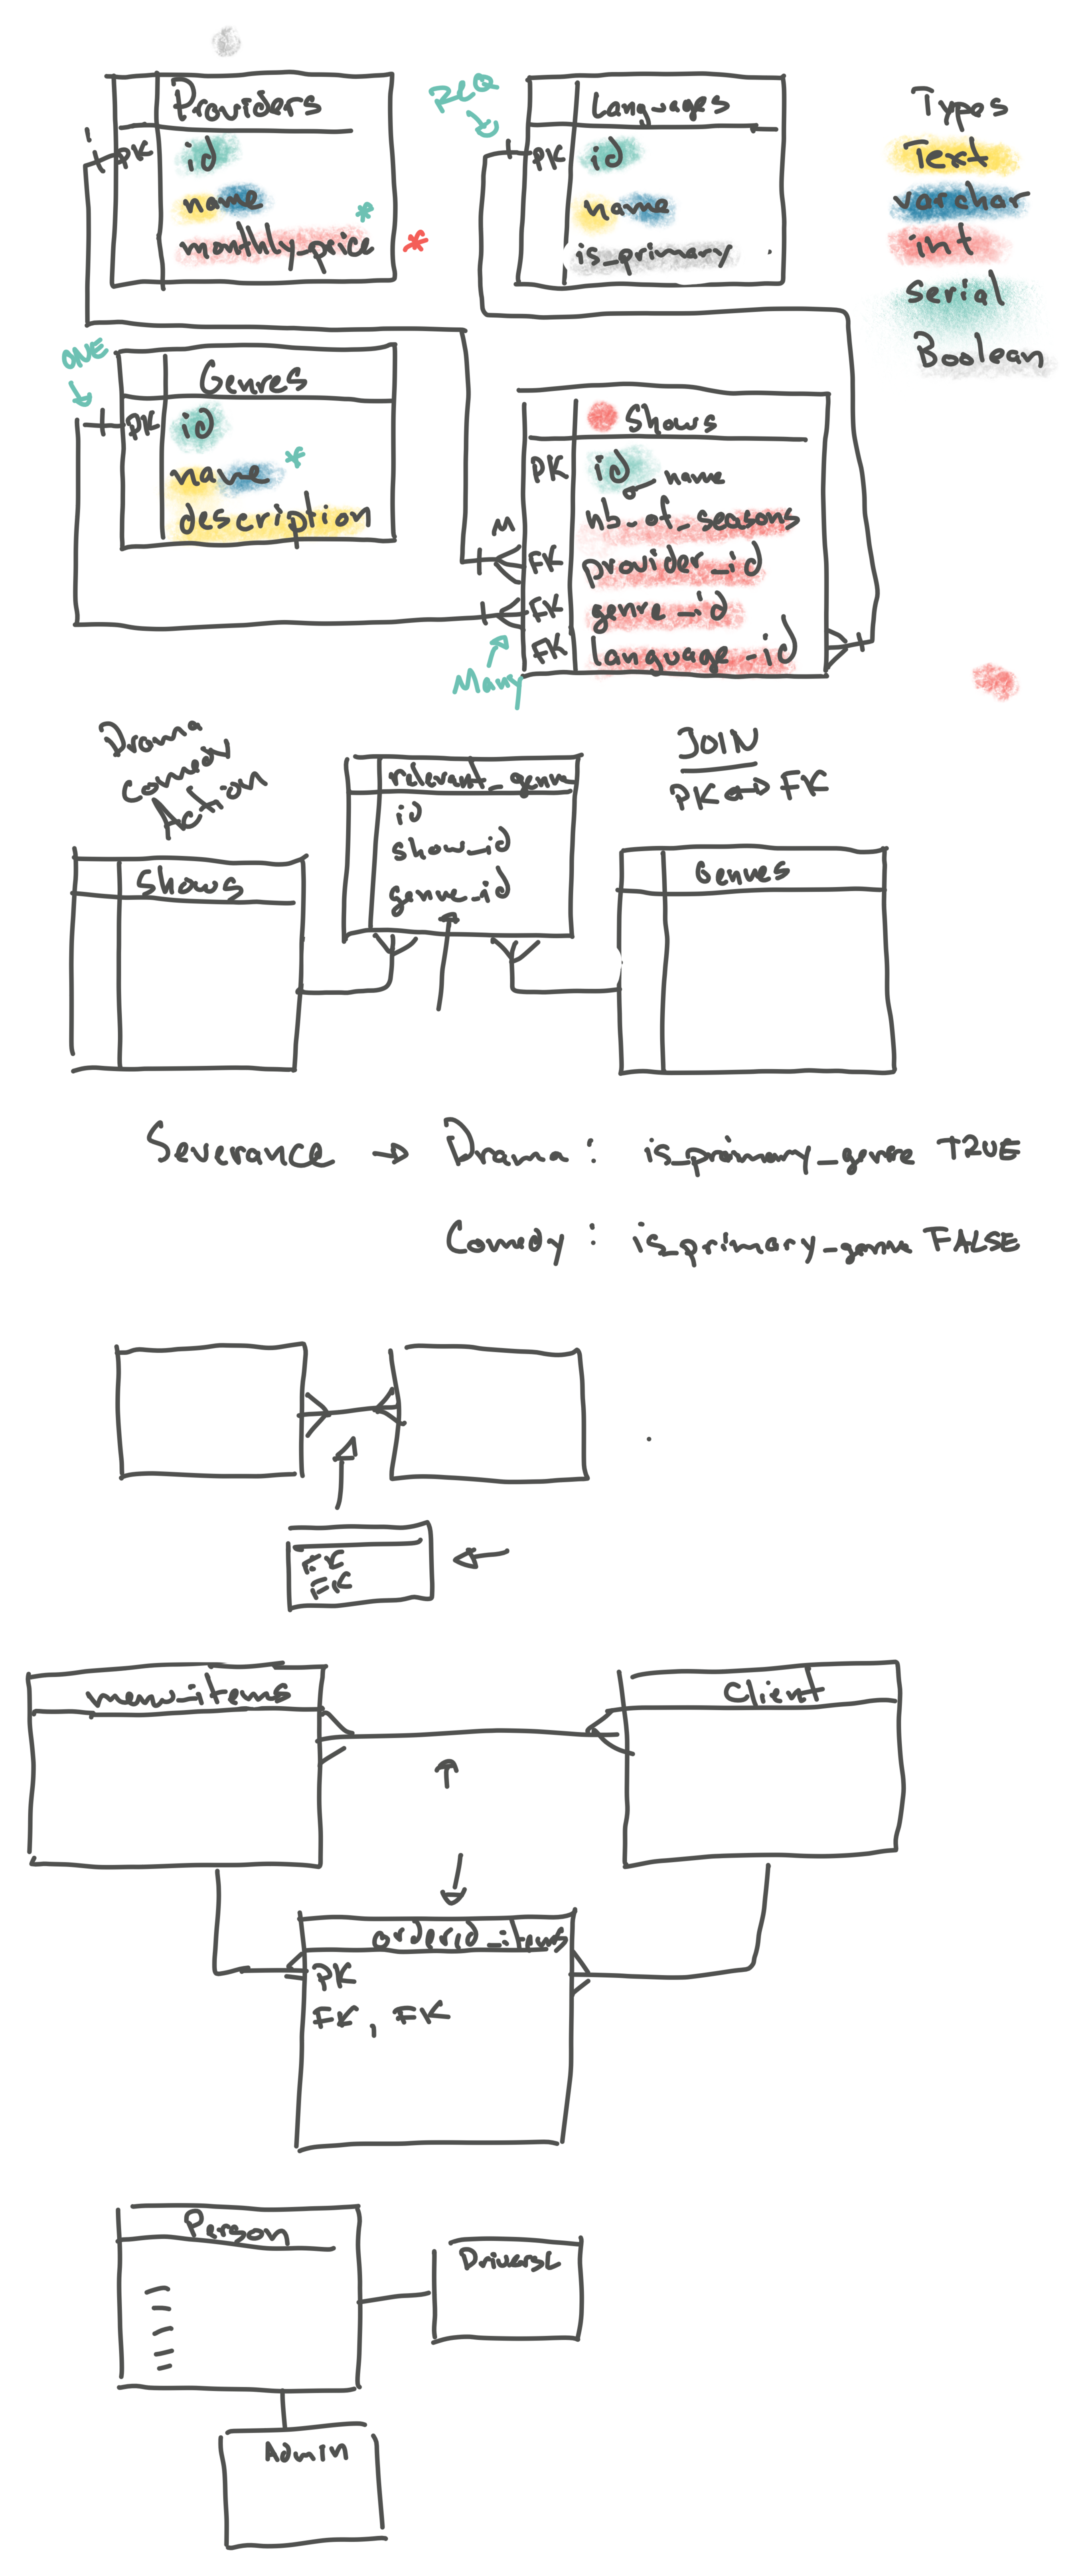 Providers
PK id
name
*
monthly_price *
REQ
Languages
PK id
name
is_primary
Types
Text
varchar
int
serial
Boolean
ONE
Genres
PK id
name *
description
Shows
PK id
name
nb_of_seasons
M
FK provider_id
FK genre_id
FK language_id
Many
Drama
Comedy
Action
relevant_genre
id
show_id
genre_id
JOIN
PK ↔ FK
Shows
Genres
Severance → Drama : is_primary_genre TRUE
Comedy : is_primary_genre FALSE
FK
FK
menu_items
Client
orderid_items
PK
FK, FK
Person
DriversL
Admin